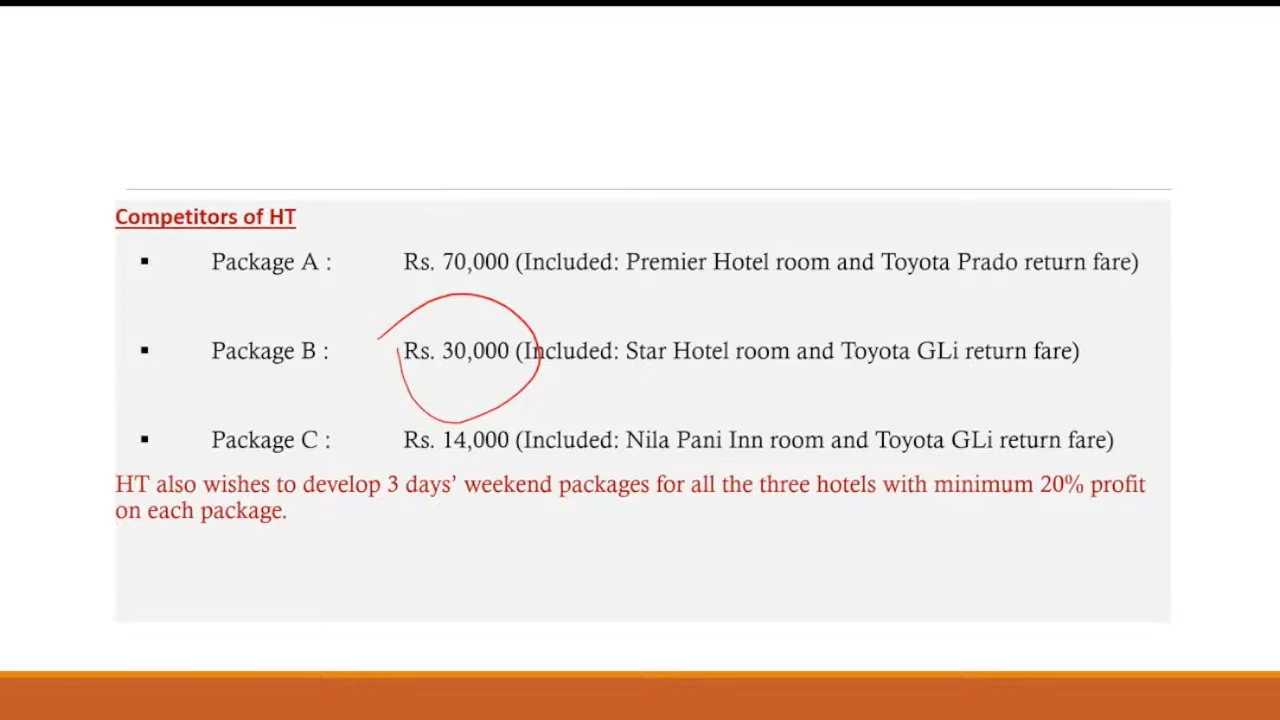 Competitors of HT
▪ Package A : Rs. 70,000 (Included: Premier Hotel room and Toyota Prado return fare)
▪ Package B : Rs. 30,000 (Included: Star Hotel room and Toyota GLi return fare)
▪ Package C : Rs. 14,000 (Included: Nila Pani Inn room and Toyota GLi return fare)
HT also wishes to develop 3 days’ weekend packages for all the three hotels with minimum 20% profit
on each package.